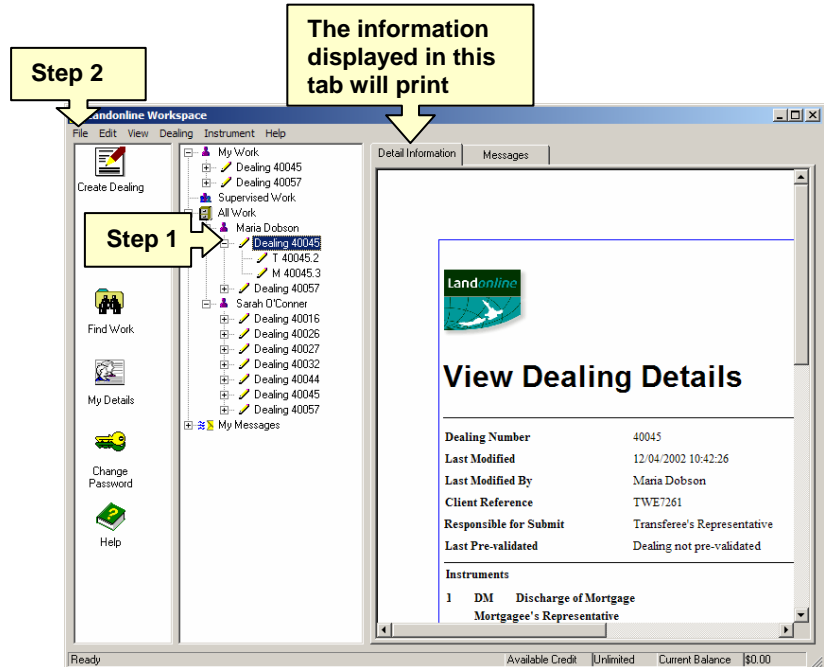 The information
displayed in this
tab will print
Step 2
Landonline Workspace
File Edit View Dealing Instrument Help
Create Dealing
Find Work
My Details
Change
Password
Help
My Work
Dealing 40045
Dealing 40057
Supervised Work
All Work
Maria Dobson
Step 1
Dealing 40045
T 40045.2
M 40045.3
Dealing 40057
Sarah O'Conner
Dealing 40016
Dealing 40026
Dealing 40027
Dealing 40032
Dealing 40044
Dealing 40045
Dealing 40057
My Messages
Detail Information Messages
Landonline
View Dealing Details
Dealing Number 40045
Last Modified 12/04/2002 10:42:26
Last Modified By Maria Dobson
Client Reference TWE7261
Responsible for Submit Transferee's Representative
Last Pre-validated Dealing not pre-validated
Instruments
1 DM Discharge of Mortgage
Mortgagee's Representative
Ready Available Credit Unlimited Current Balance $0.00